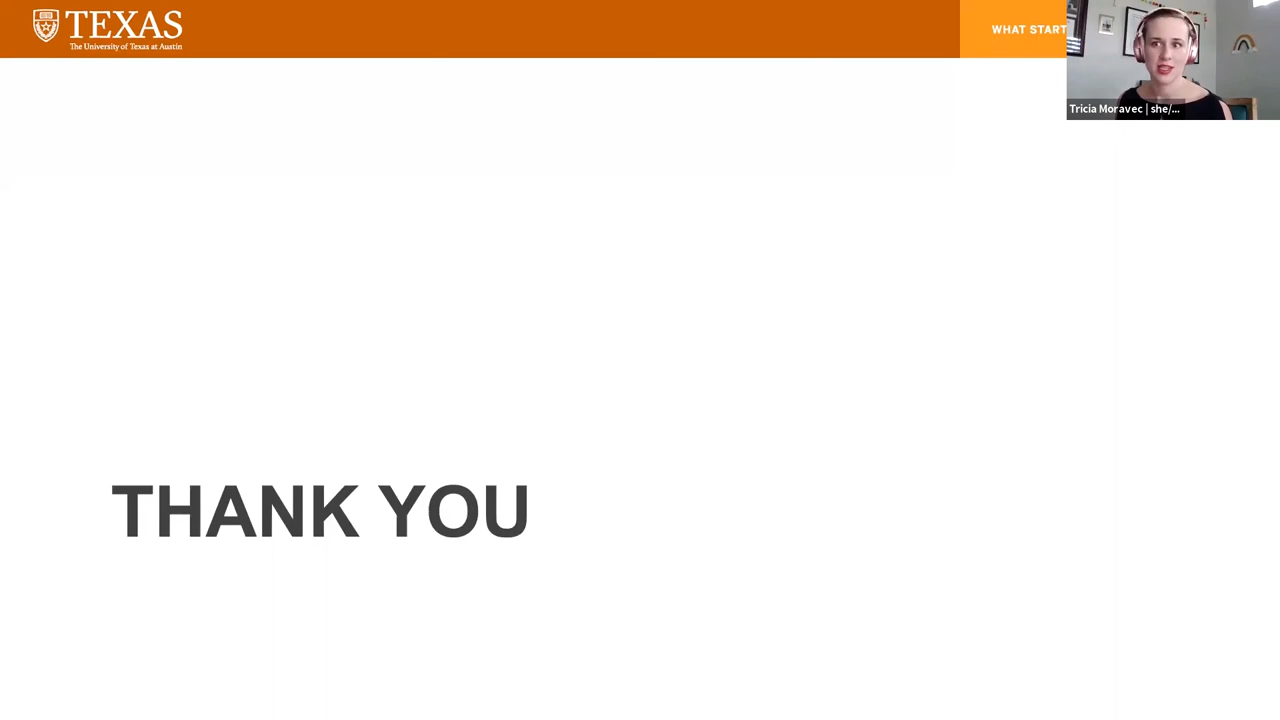 TEXAS
The University of Texas at Austin
WHAT START
Tricia Moravec | she/...
THANK YOU